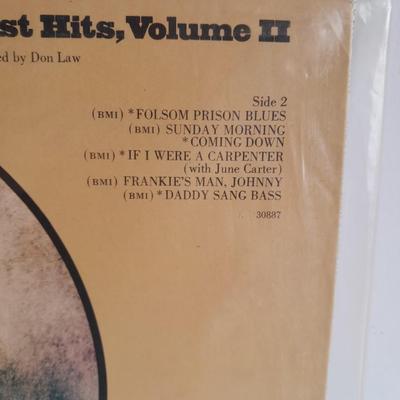 st Hits, Volume II
ed by Don Law
Side 2
(BMI) *FOLSOM PRISON BLUES
(BMI) SUNDAY MORNING
*COMING DOWN
(BMI) *IF I WERE A CARPENTER
(with June Carter)
(BMI) FRANKIE'S MAN, JOHNNY
(BMI) *DADDY SANG BASS
30887